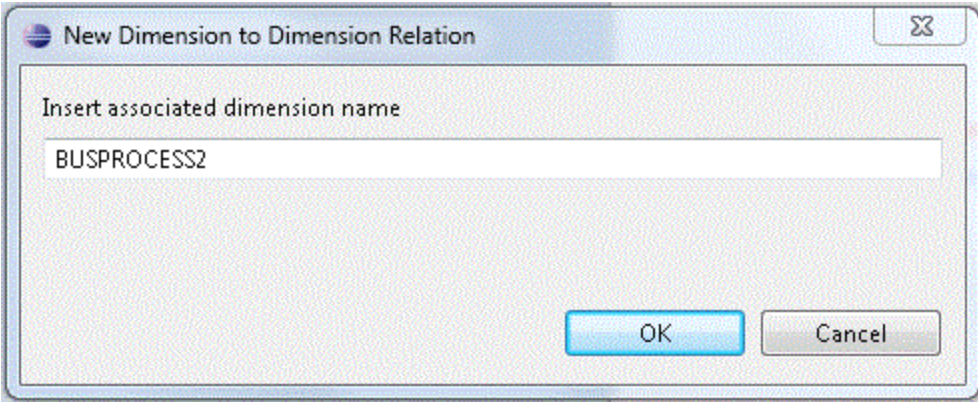 New Dimension to Dimension Relation
Insert associated dimension name
BUSPROCESS2
OK
Cancel